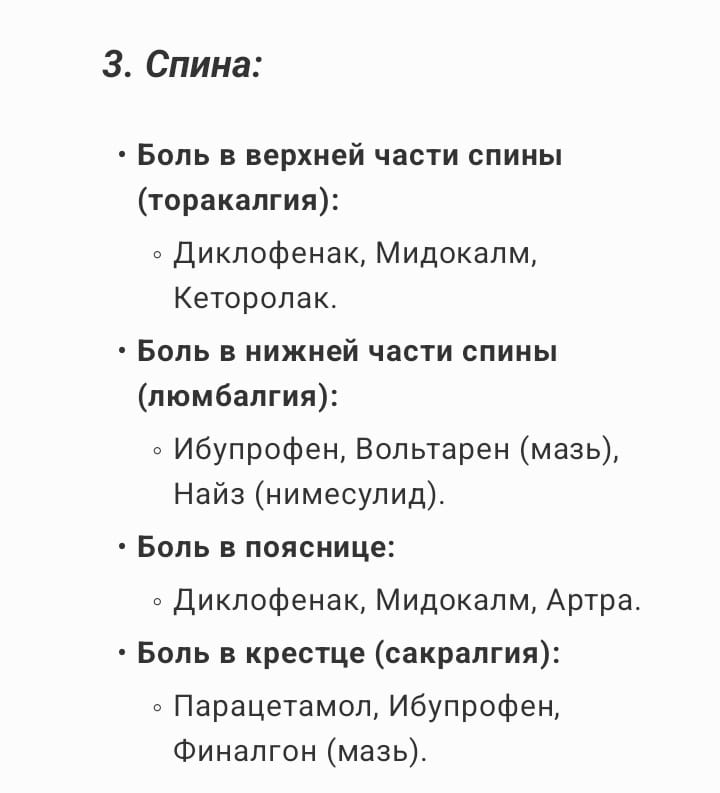 3. Спина:
• Боль в верхней части спины
(торакалгия):
◦ Диклофенак, Мидокалм,
Кеторолак.
• Боль в нижней части спины
(люмбалгия):
◦ Ибупрофен, Вольтарен (мазь),
Найз (нимесулид).
• Боль в пояснице:
◦ Диклофенак, Мидокалм, Артра.
• Боль в крестце (сакралгия):
◦ Парацетамол, Ибупрофен,
Финалгон (мазь).